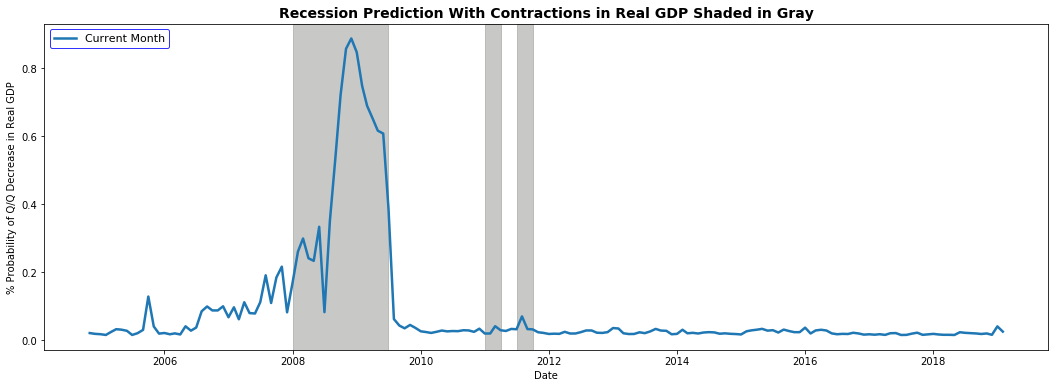 Recession Prediction With Contractions in Real GDP Shaded in Gray
Current Month
% Probability of Q/Q Decrease in Real GDP
0.8
0.6
0.4
0.2
0.0
2006 2008 2010 2012 2014 2016 2018
Date